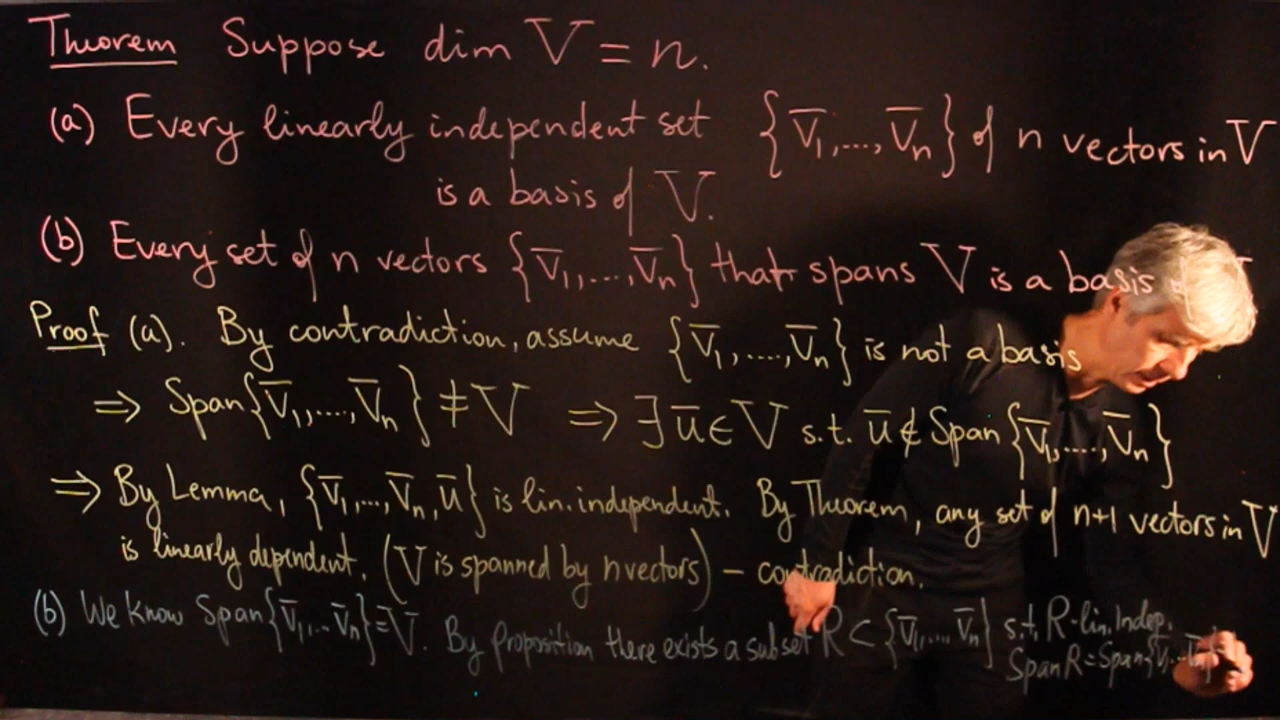 Theorem Suppose dim V = n.
(a) Every linearly independent set {v̅₁,...,v̅ₙ} of n vectors in V
is a basis of V.
(b) Every set of n vectors {v̅₁,...,v̅ₙ} that spans V is a basis
Proof (a). By contradiction, assume {v̅₁,....,v̅ₙ} is not a basis
⇒ Span{v̅₁,....,v̅ₙ} ≠ V ⇒ ∃ u̅ ∈ V s.t. u̅ ∉ Span{v̅₁,....,v̅ₙ}
⇒ By Lemma, {v̅₁,...,v̅ₙ,u̅} is lin. independent. By Theorem, any set of n+1 vectors in V
is linearly dependent. (V is spanned by n vectors) – contradiction.
(b) We know Span{v̅₁,...v̅ₙ}=V. By proposition there exists a subset R ⊂ {v̅₁,...,v̅ₙ} s.t. R-lin. indep.
Span R = Span{v̅₁,...v̅ₙ}